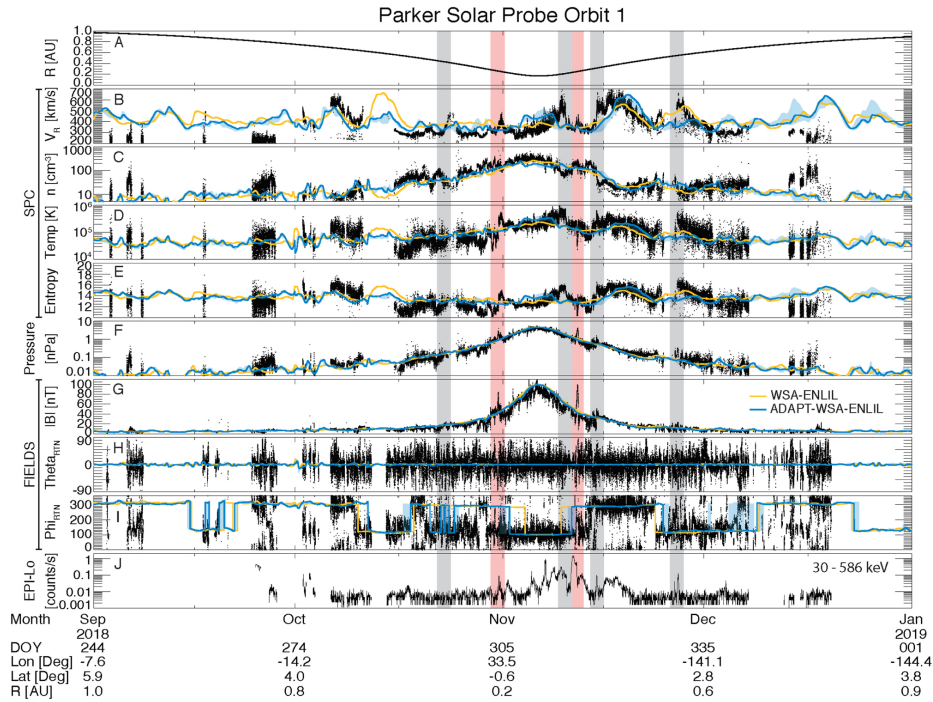 Parker Solar Probe Orbit 1
A
R [AU]
1.0
0.8
0.6
0.4
0.2
0.0
SPC
B
V_R [km/s]
700
600
500
400
300
200
C
n [cm⁻³]
1000
100
10
D
Temp [K]
10⁶
10⁵
10⁴
E
Entropy
20
18
16
14
12
F
Pressure
[nPa]
10
1
0.10
0.01
FIELDS
G
|B| [nT]
100
80
60
40
20
0
WSA-ENLIL
ADAPT-WSA-ENLIL
H
Theta_RTN
90
0
-90
I
Phi_RTN
300
200
100
0
J
EPI-Lo
[counts/s]
1
0.1
0.01
0.001
30 - 586 keV
Month Sep Oct Nov Dec Jan
2018 2019
DOY 244 274 305 335 001
Lon [Deg] -7.6 -14.2 33.5 -141.1 -144.4
Lat [Deg] 5.9 4.0 -0.6 2.8 3.8
R [AU] 1.0 0.8 0.2 0.6 0.9